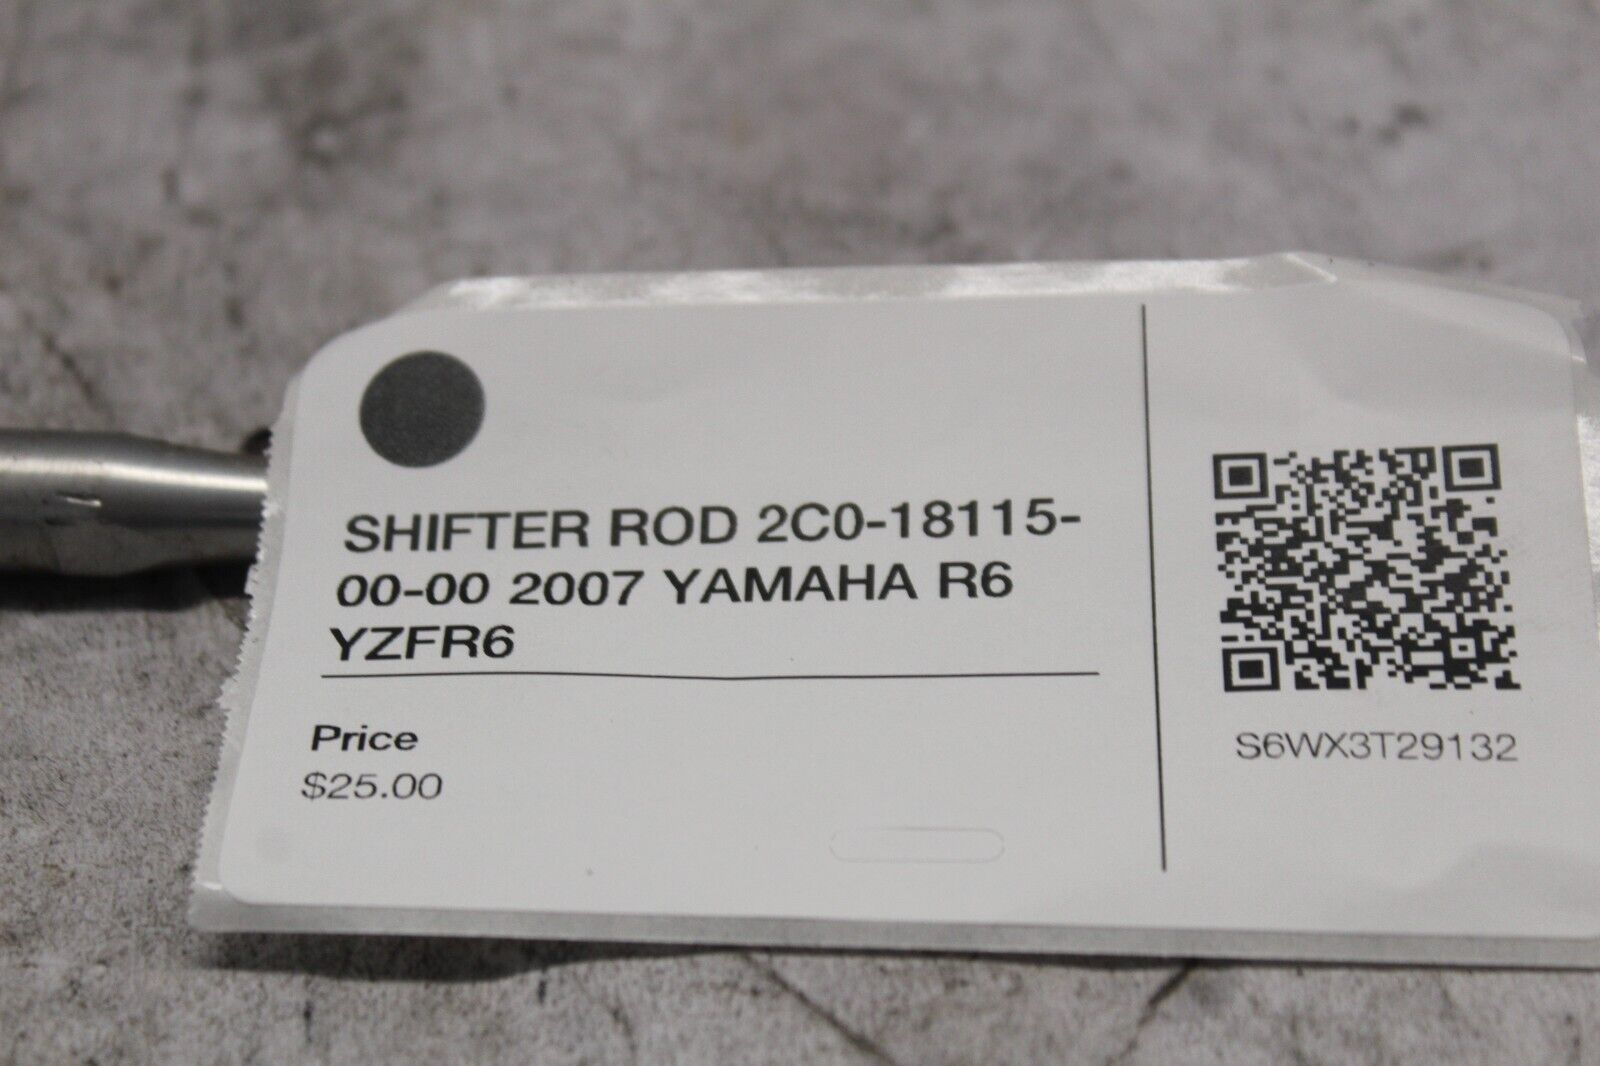 SHIFTER ROD 2C0-18115-
00-00 2007 YAMAHA R6
YZFR6
Price
$25.00
S6WX3T29132